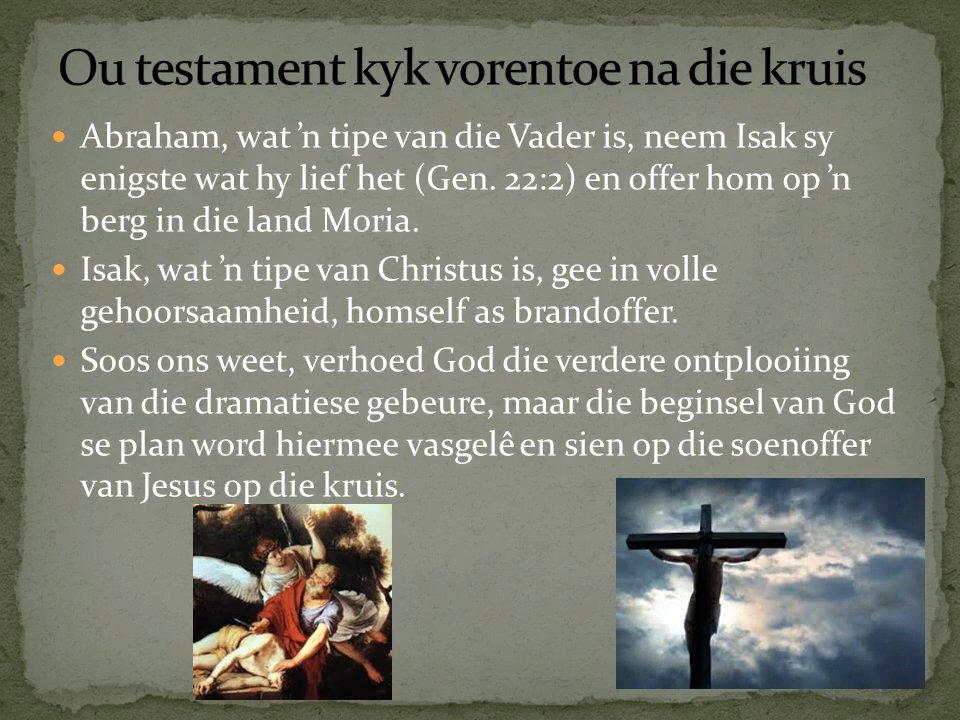 Ou testament kyk vorentoe na die kruis
Abraham, wat ’n tipe van die Vader is, neem Isak sy
enigste wat hy lief het (Gen. 22:2) en offer hom op ’n
berg in die land Moria.
Isak, wat ’n tipe van Christus is, gee in volle
gehoorsaamheid, homself as brandoffer.
Soos ons weet, verhoed God die verdere ontplooiing
van die dramatiese gebeure, maar die beginsel van God
se plan word hiermee vasgelê en sien op die soenoffer
van Jesus op die kruis.